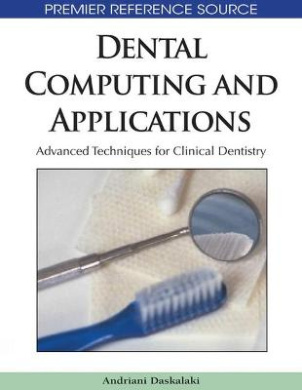 PREMIER REFERENCE SOURCE
DENTAL
COMPUTING AND
APPLICATIONS
Advanced Techniques for Clinical Dentistry
Andriani Daskalaki